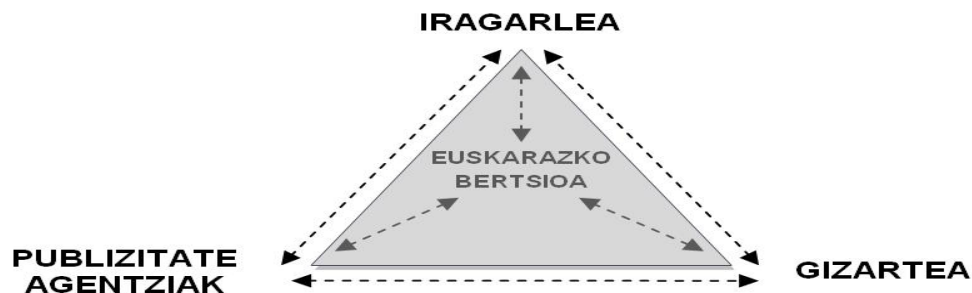 IRAGARLEA
EUSKARAZKO
BERTSIOA
PUBLIZITATE
AGENTZIAK
GIZARTEA